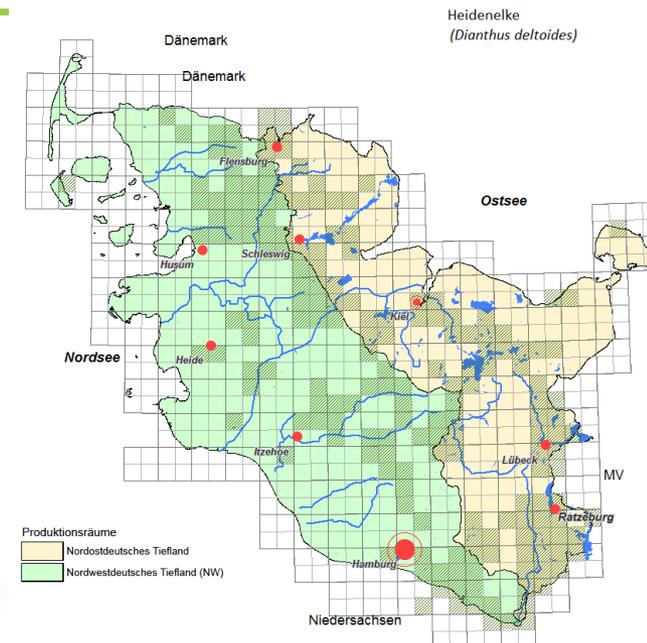 Heidenelke
(Dianthus deltoides)
Dänemark
Dänemark
Flensburg
Ostsee
Schleswig
Husum
Kiel
Nordsee
Heide
Itzehoe
Lübeck
MV
Ratzeburg
Produktionsräume
Nordostdeutsches Tiefland
Nordwestdeutsches Tiefland (NW)
Hamburg
Niedersachsen